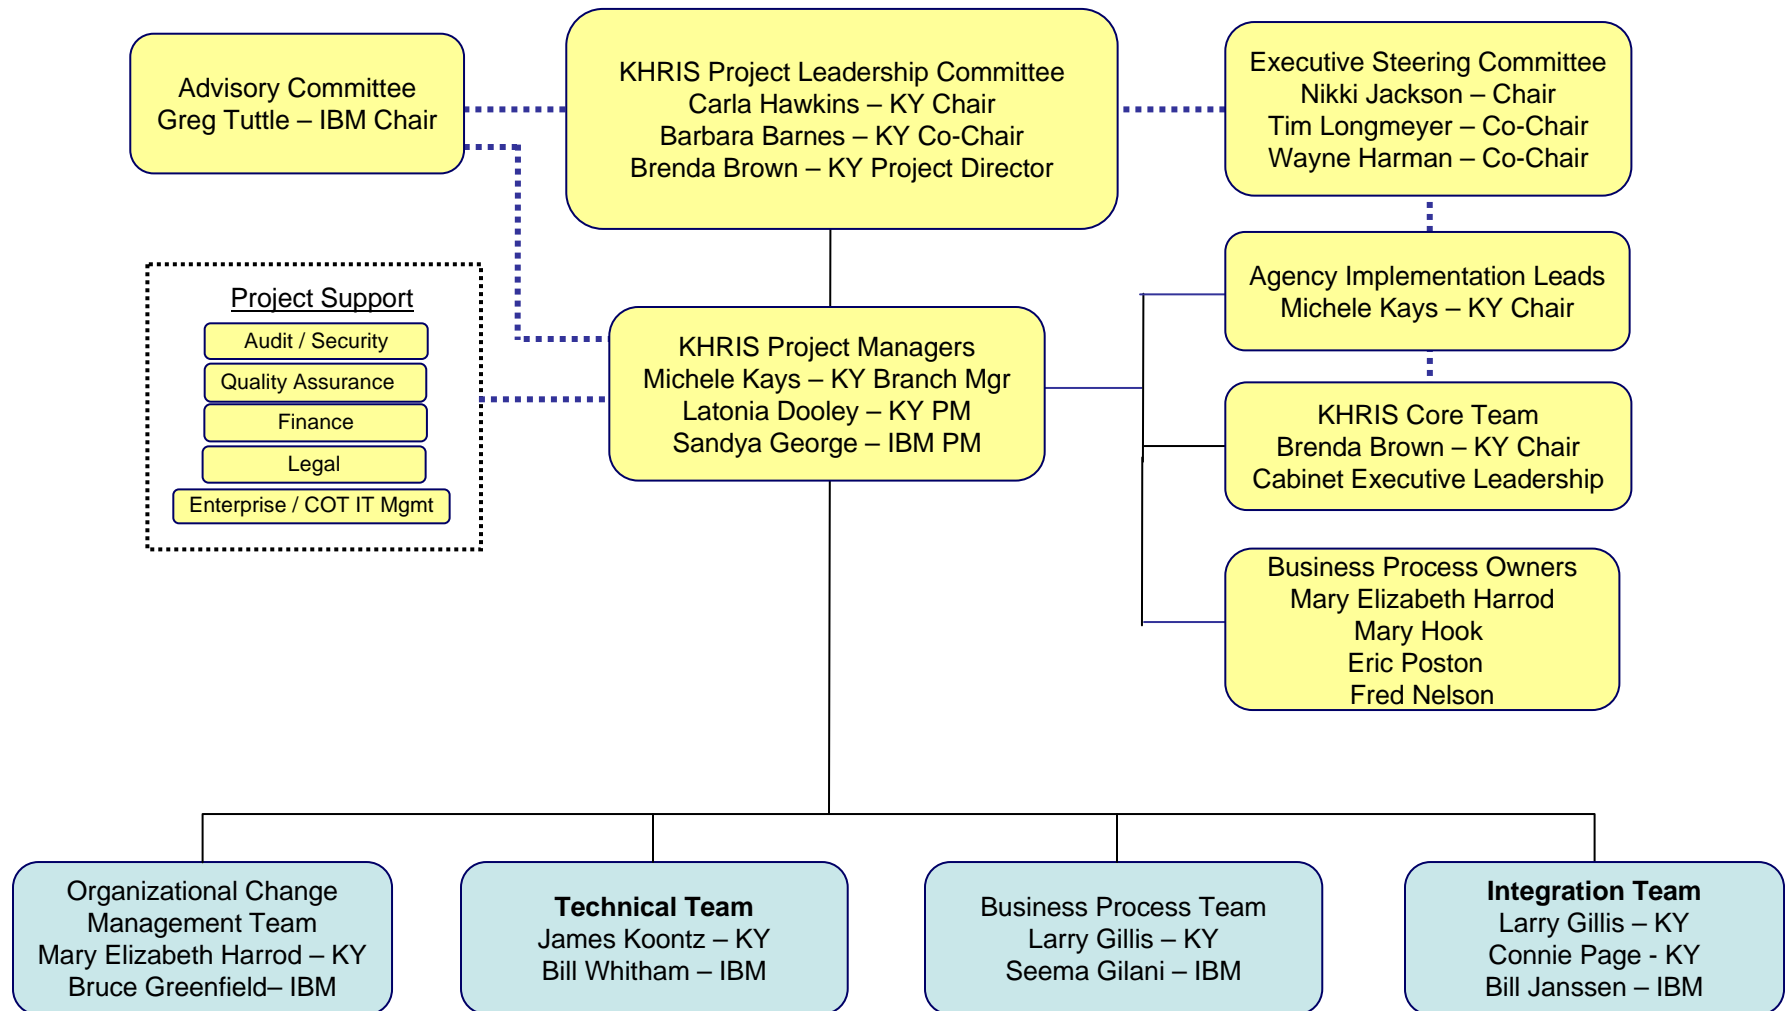 Advisory Committee
Greg Tuttle – IBM Chair
KHRIS Project Leadership Committee
Carla Hawkins – KY Chair
Barbara Barnes – KY Co-Chair
Brenda Brown – KY Project Director
Executive Steering Committee
Nikki Jackson – Chair
Tim Longmeyer – Co-Chair
Wayne Harman – Co-Chair
Project Support
Audit / Security
Quality Assurance
Finance
Legal
Enterprise / COT IT Mgmt
KHRIS Project Managers
Michele Kays – KY Branch Mgr
Latonia Dooley – KY PM
Sandya George – IBM PM
Agency Implementation Leads
Michele Kays – KY Chair
KHRIS Core Team
Brenda Brown – KY Chair
Cabinet Executive Leadership
Business Process Owners
Mary Elizabeth Harrod
Mary Hook
Eric Poston
Fred Nelson
Organizational Change
Management Team
Mary Elizabeth Harrod – KY
Bruce Greenfield– IBM
Technical Team
James Koontz – KY
Bill Whitham – IBM
Business Process Team
Larry Gillis – KY
Seema Gilani – IBM
Integration Team
Larry Gillis – KY
Connie Page - KY
Bill Janssen – IBM